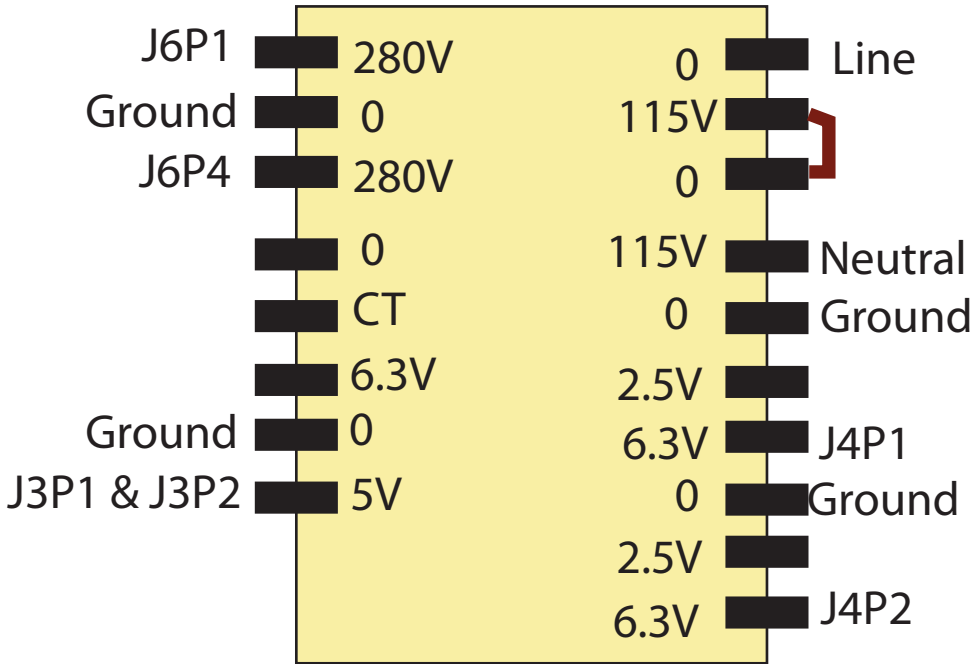 J6P1 280V 0 Line
Ground 0 115V
J6P4 280V 0
0 115V Neutral
CT 0 Ground
6.3V 2.5V
Ground 0 6.3V J4P1
J3P1 & J3P2 5V 0 Ground
2.5V
6.3V J4P2